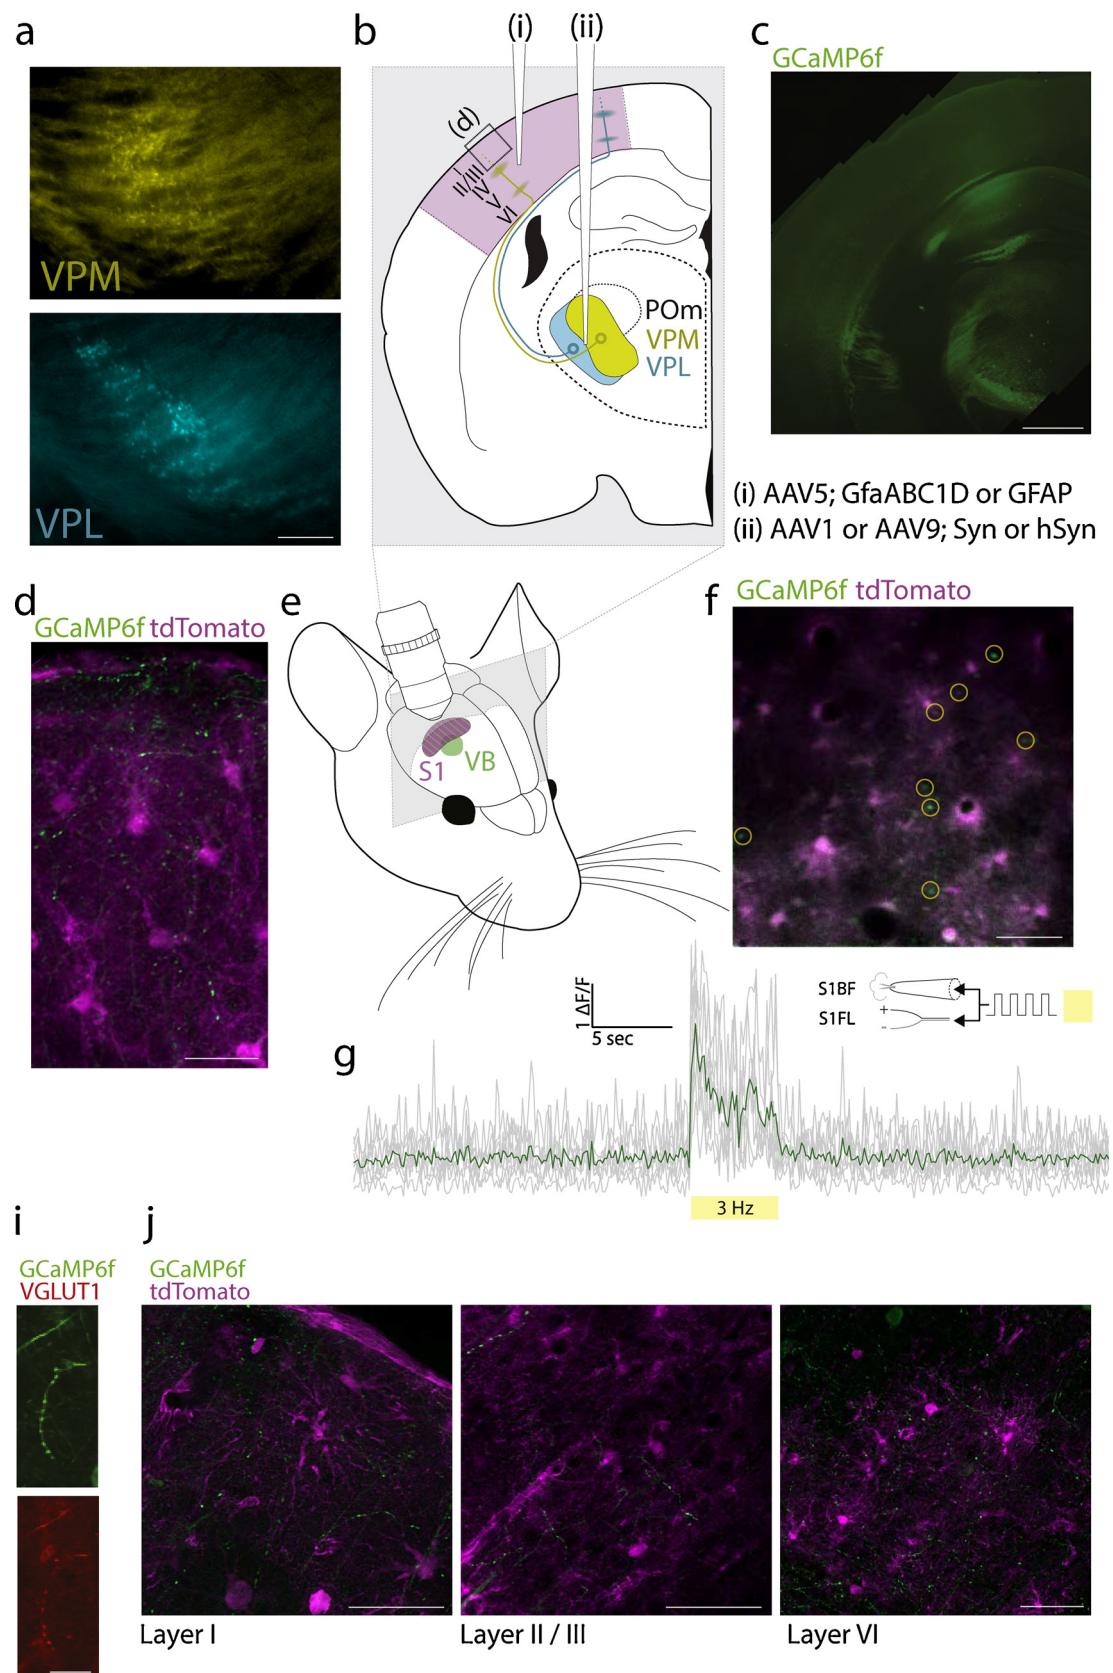 a
VPM
VPL
b
(i)
(ii)
(d)
II/III
IV
V
VI
POm
VPM
VPL
c
GCaMP6f
(i) AAV5; GfaABC1D or GFAP
(ii) AAV1 or AAV9; Syn or hSyn
d
GCaMP6f tdTomato
e
S1
VB
f
GCaMP6f tdTomato
g
1 ΔF/F
5 sec
S1BF
S1FL
+
-
3 Hz
i
GCaMP6f
VGLUT1
j
GCaMP6f
tdTomato
Layer I
Layer II / III
Layer VI